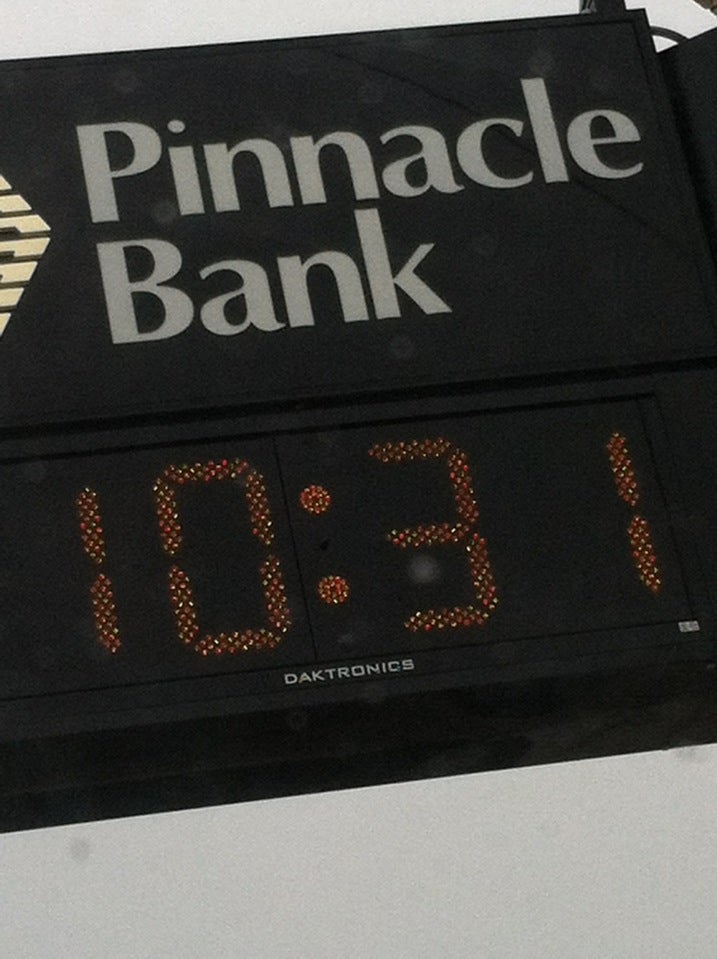 Pinnacle
Bank
10:31
DAKTRONICS